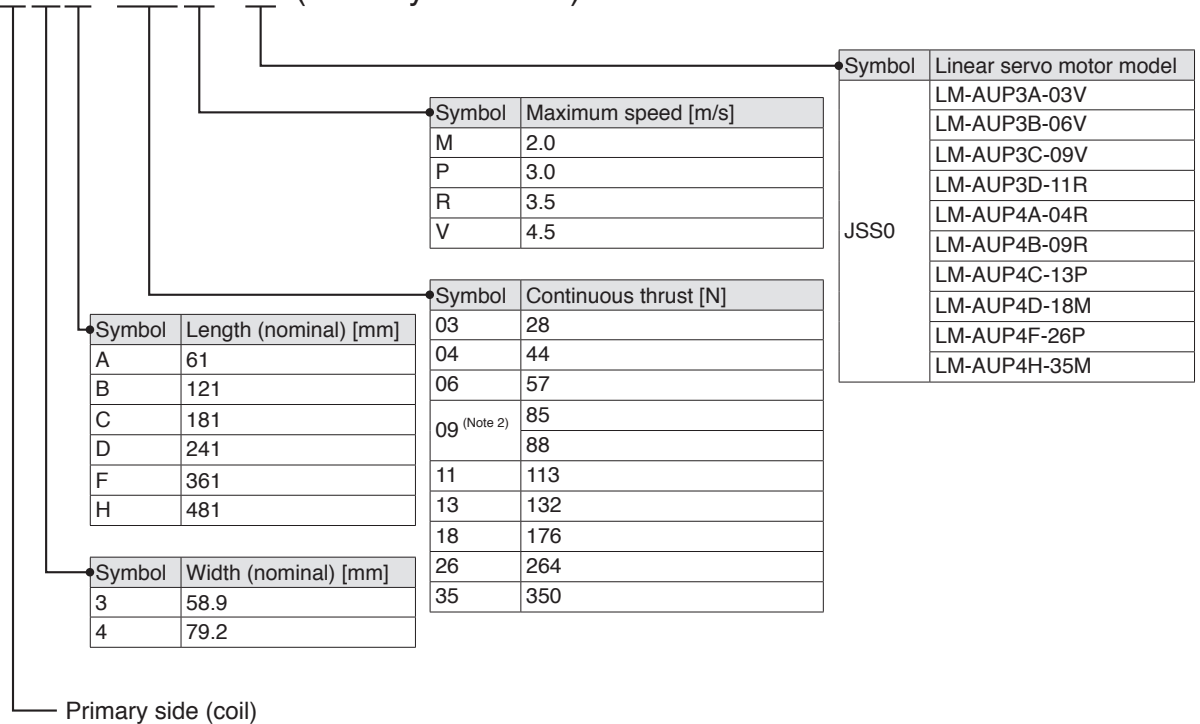 Symbol Linear servo motor model
JSS0
LM-AUP3A-03V
LM-AUP3B-06V
LM-AUP3C-09V
LM-AUP3D-11R
LM-AUP4A-04R
LM-AUP4B-09R
LM-AUP4C-13P
LM-AUP4D-18M
LM-AUP4F-26P
LM-AUP4H-35M
Symbol Maximum speed [m/s]
M 2.0
P 3.0
R 3.5
V 4.5
Symbol Continuous thrust [N]
03 28
04 44
06 57
09 (Note 2) 85
88
11 113
13 132
18 176
26 264
35 350
Symbol Length (nominal) [mm]
A 61
B 121
C 181
D 241
F 361
H 481
Symbol Width (nominal) [mm]
3 58.9
4 79.2
Primary side (coil)